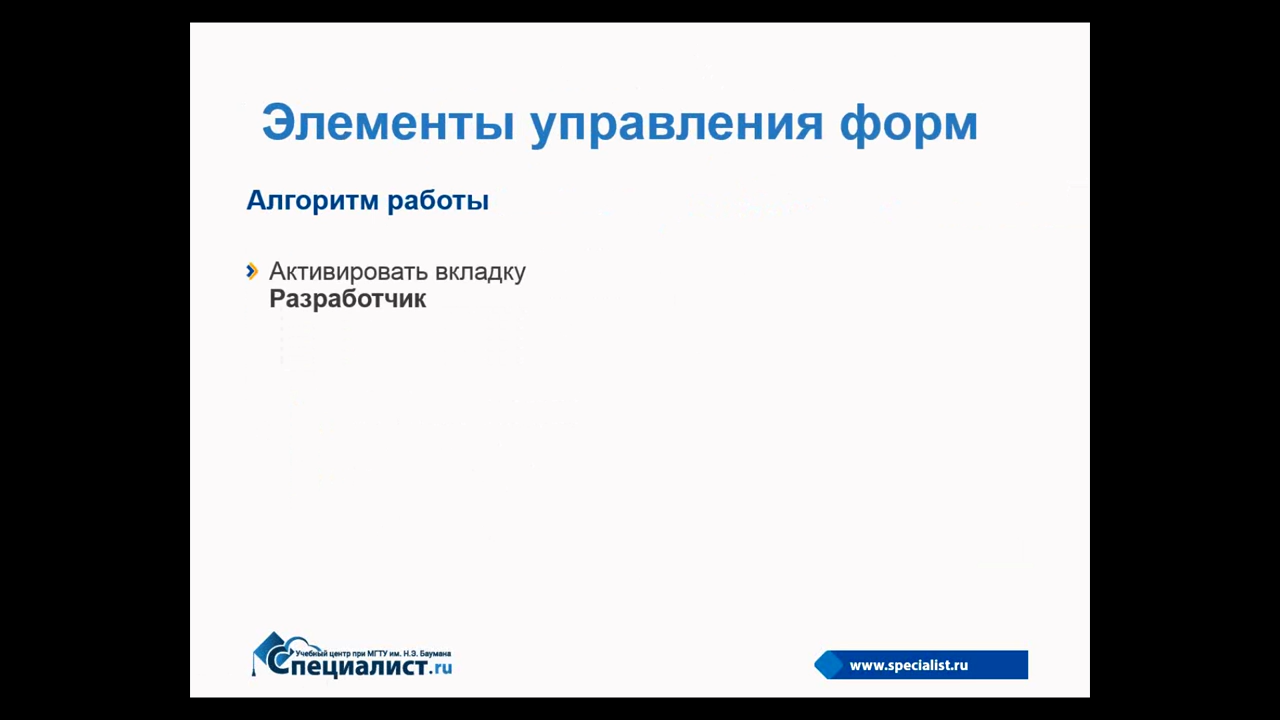 Элементы управления форм
Алгоритм работы
Активировать вкладку
Разработчик
Учебный центр при МГТУ им. Н.Э. Баумана
Специалист.ru
www.specialist.ru